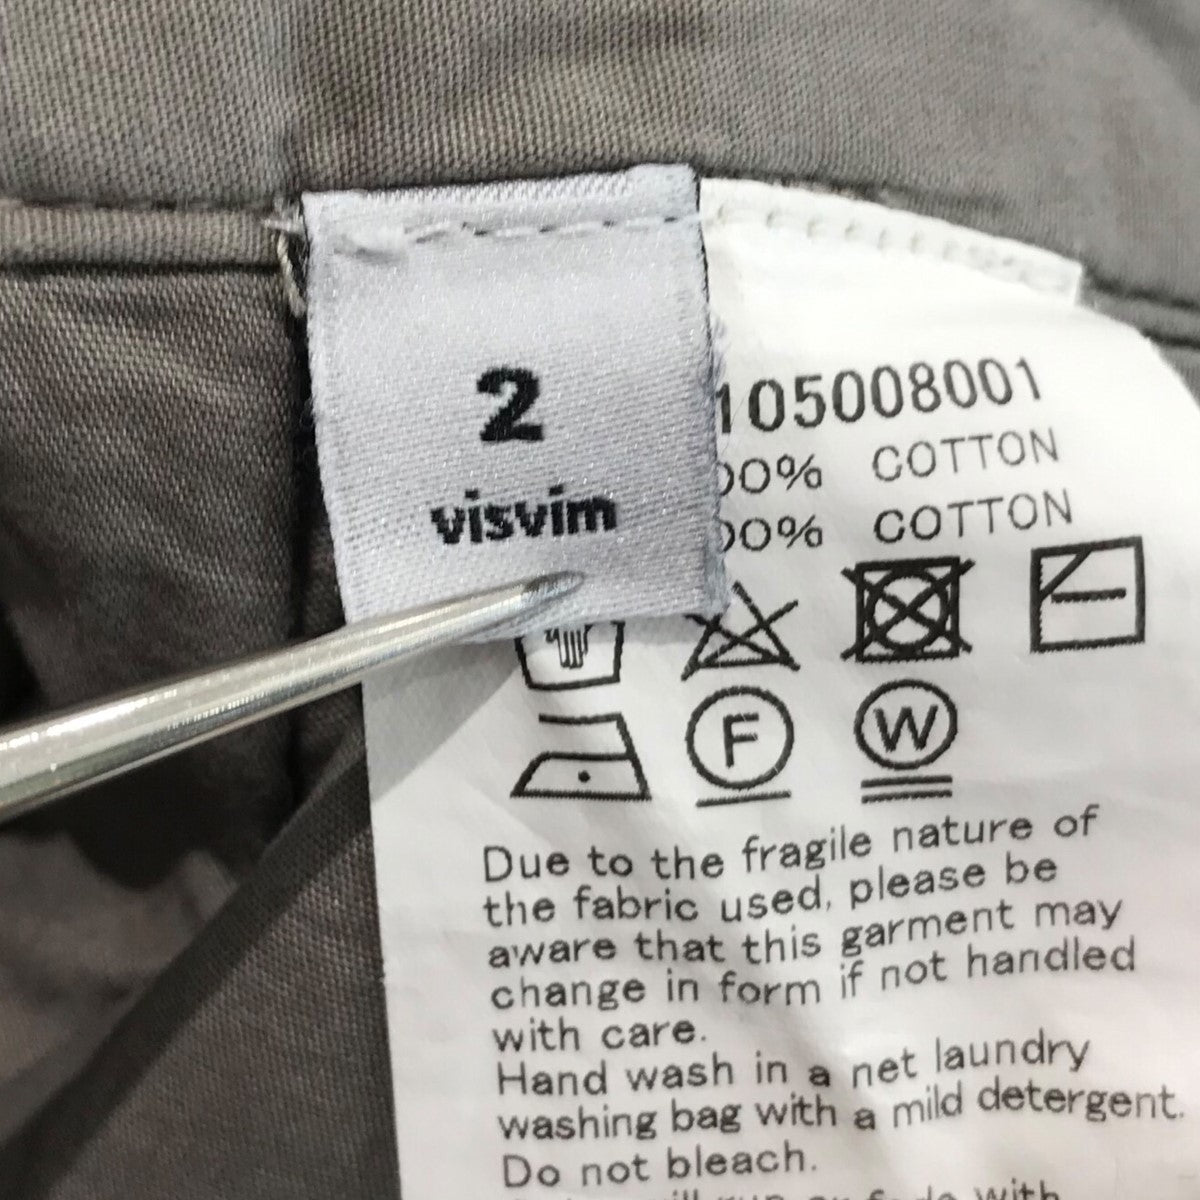 2
visvim
105008001
00% COTTON
00% COTTON
F
W
Due to the fragile nature of
the fabric used, please be
aware that this garment may
change in form if not handled
with care.
Hand wash in a net laundry
washing bag with a mild detergent.
Do not bleach.
with